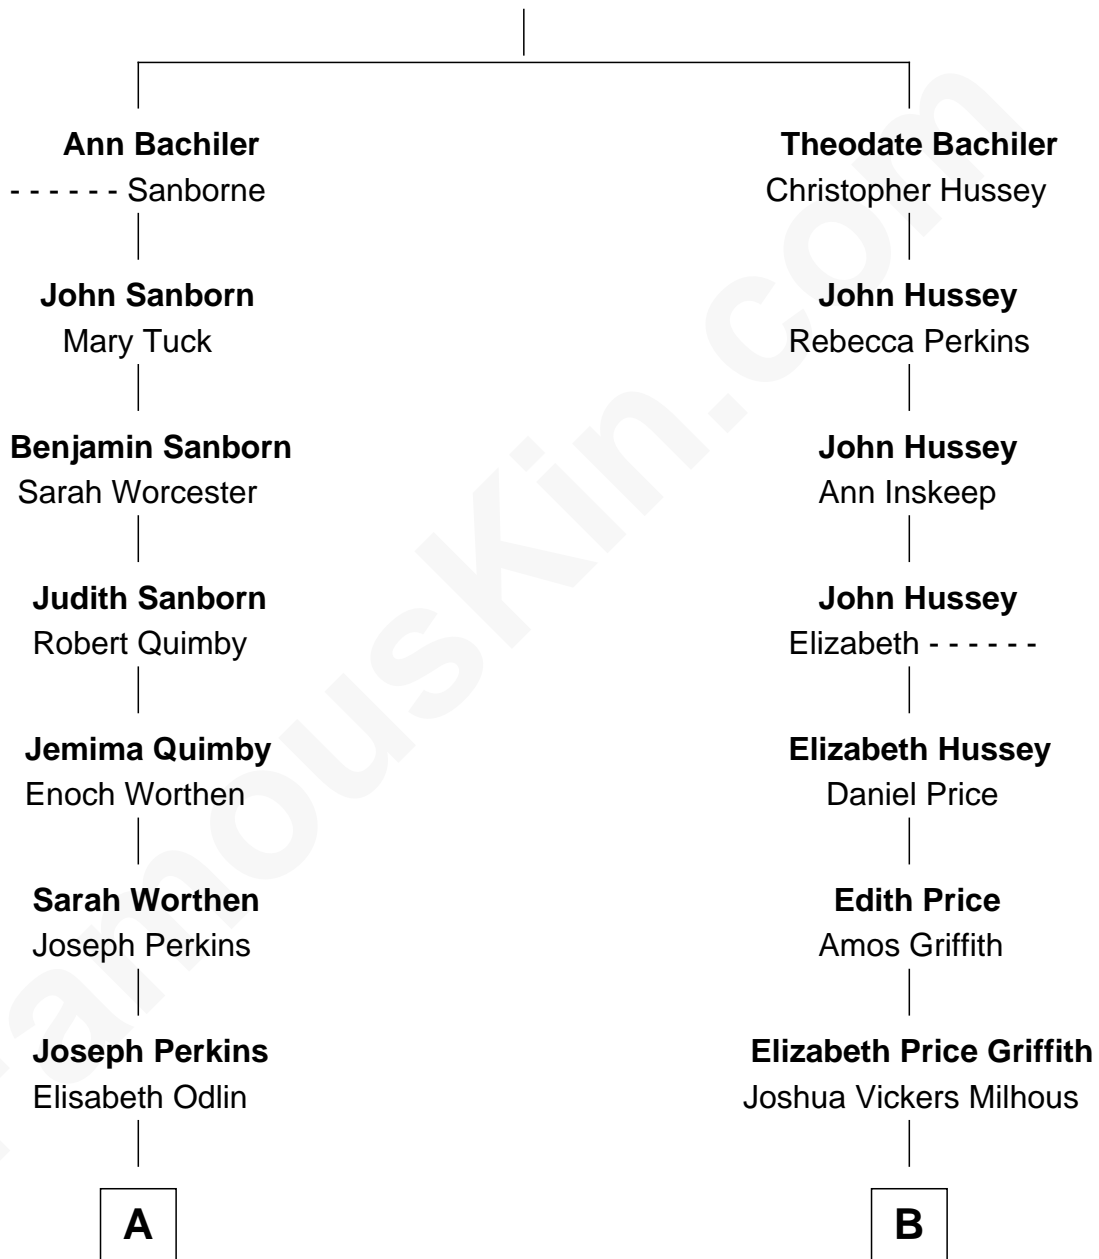 Ann Bachiler
- - - - - - Sanborne
John Sanborn
Mary Tuck
Benjamin Sanborn
Sarah Worcester
Judith Sanborn
Robert Quimby
Jemima Quimby
Enoch Worthen
Sarah Worthen
Joseph Perkins
Joseph Perkins
Elisabeth Odlin
A
Theodate Bachiler
Christopher Hussey
John Hussey
Rebecca Perkins
John Hussey
Ann Inskeep
John Hussey
Elizabeth - - - - - -
Elizabeth Hussey
Daniel Price
Edith Price
Amos Griffith
Elizabeth Price Griffith
Joshua Vickers Milhous
B
FamousKin.com